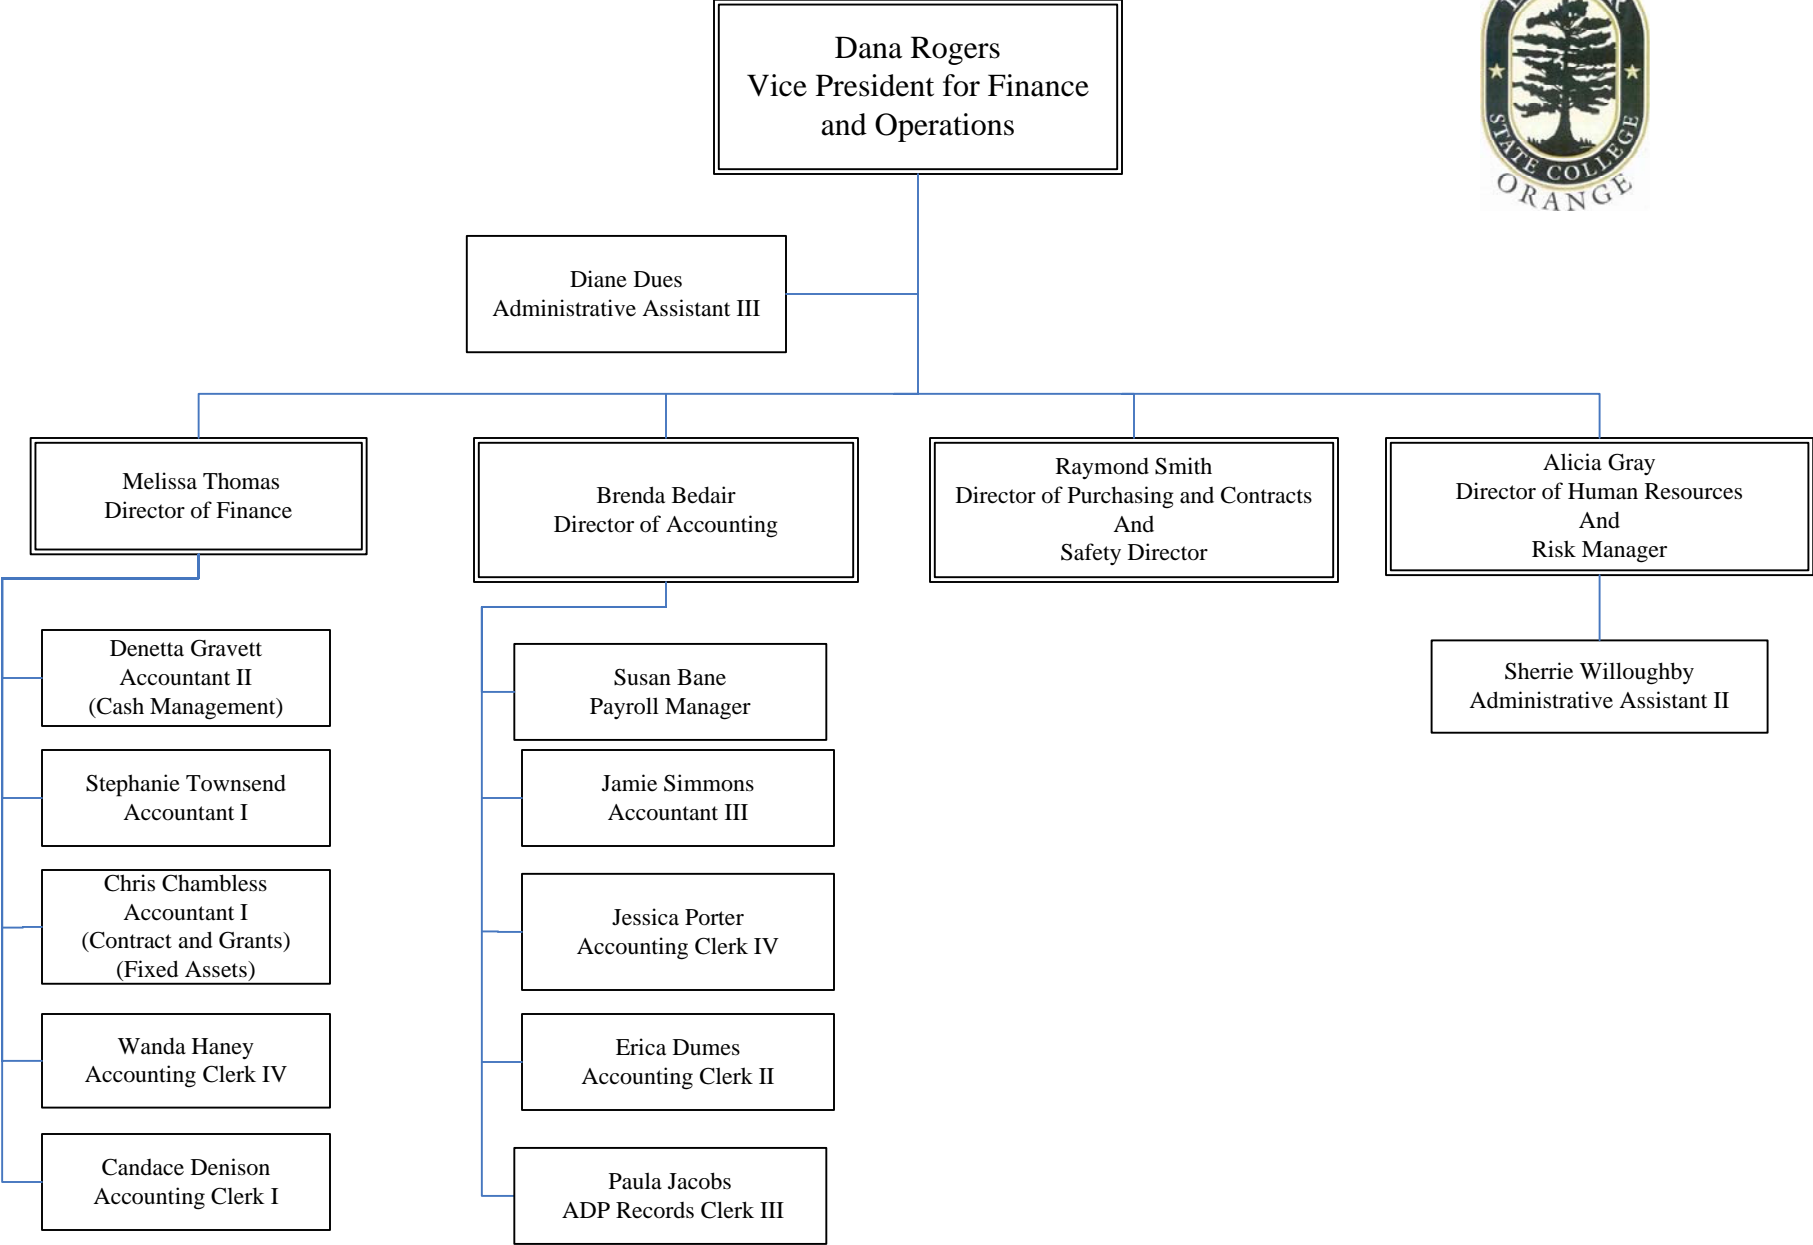 Dana Rogers
Vice President for Finance
and Operations
STATE COLLEGE
ORANGE
Diane Dues
Administrative Assistant III
Melissa Thomas
Director of Finance
Brenda Bedair
Director of Accounting
Raymond Smith
Director of Purchasing and Contracts
And
Safety Director
Alicia Gray
Director of Human Resources
And
Risk Manager
Denetta Gravett
Accountant II
(Cash Management)
Stephanie Townsend
Accountant I
Chris Chambless
Accountant I
(Contract and Grants)
(Fixed Assets)
Wanda Haney
Accounting Clerk IV
Candace Denison
Accounting Clerk I
Susan Bane
Payroll Manager
Jamie Simmons
Accountant III
Jessica Porter
Accounting Clerk IV
Erica Dumes
Accounting Clerk II
Paula Jacobs
ADP Records Clerk III
Sherrie Willoughby
Administrative Assistant II